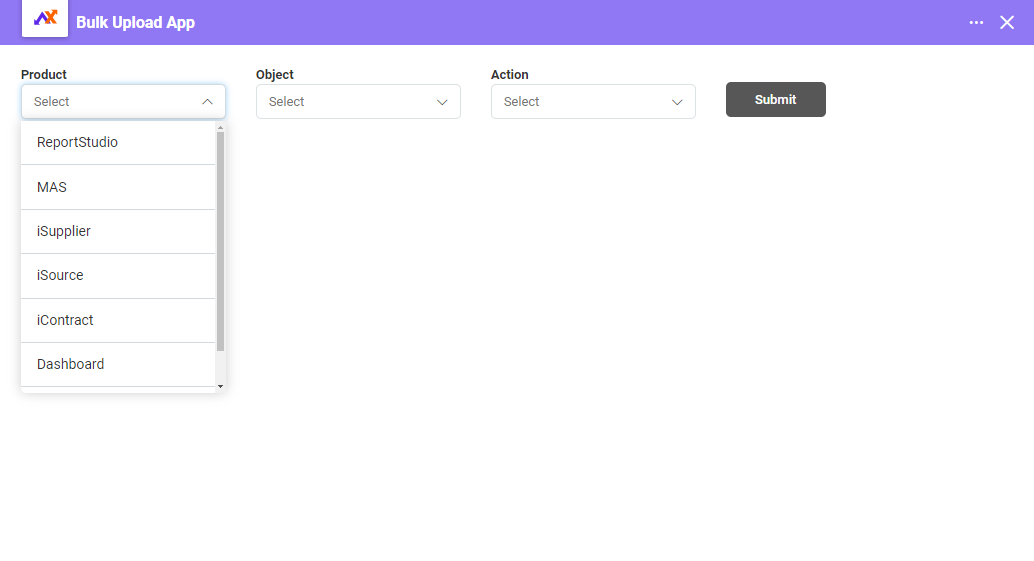 Bulk Upload App
Product
Object
Action
Select
Select
Select
Submit
ReportStudio
MAS
iSupplier
iSource
iContract
Dashboard